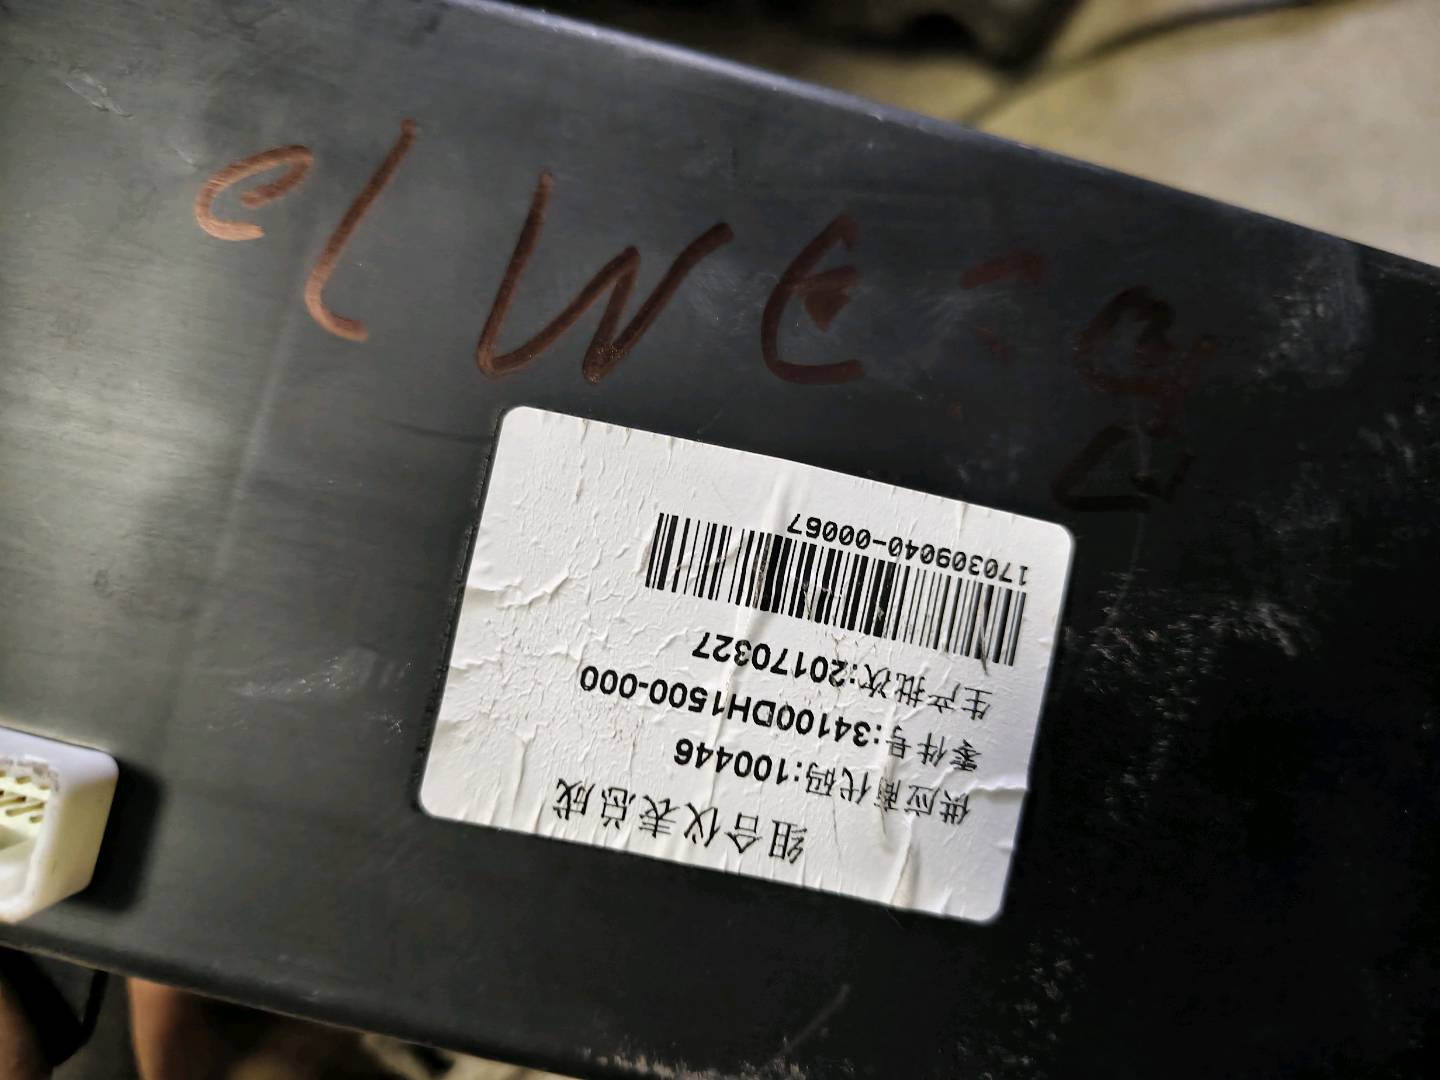 组合仪表总成
供应商代码:100446
零件号:34100DH1500-000
生产批次:20170327
170309040-00067